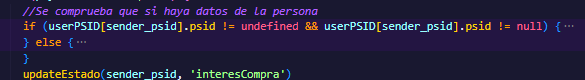 //Se comprueba que si haya datos de la persona
if (userPSID[sender_psid].psid != undefined && userPSID[sender_psid].psid != null) {···
} else {···
}
updateEstado(sender_psid, 'interesCompra')